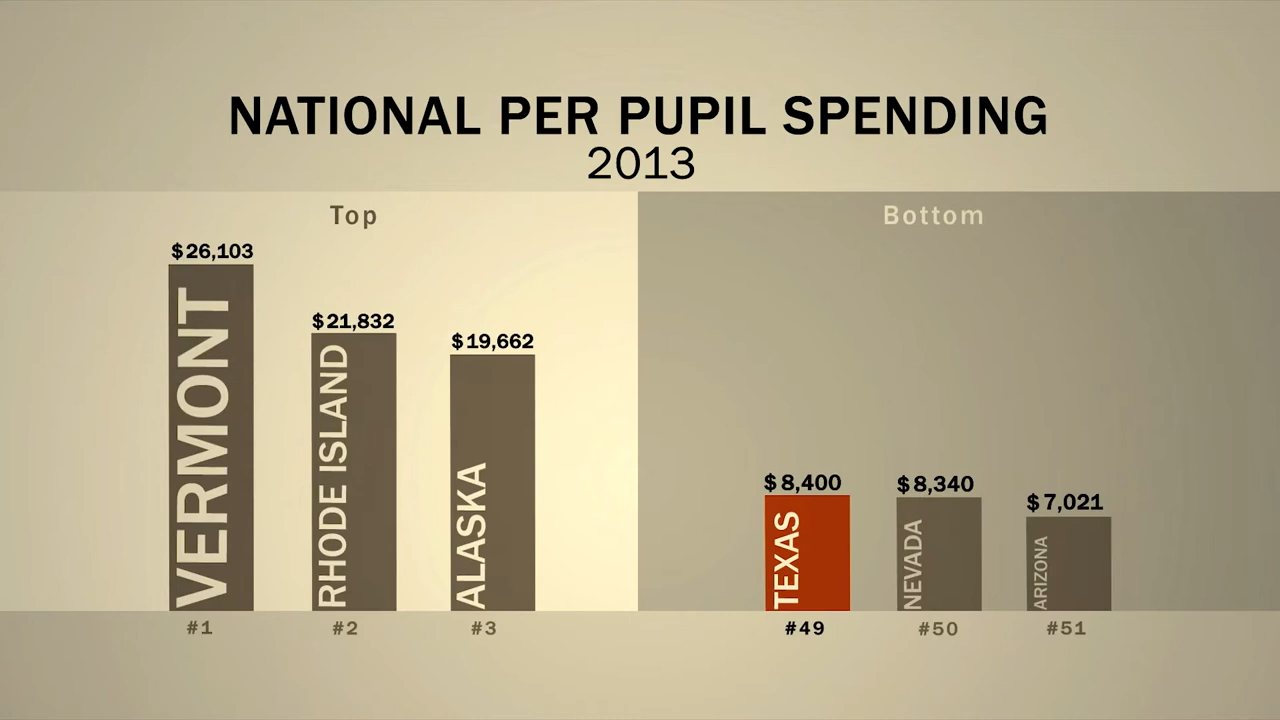 NATIONAL PER PUPIL SPENDING
2013
Top
$26,103
VERMONT
#1
$21,832
RHODE ISLAND
#2
$19,662
ALASKA
#3
Bottom
$8,400
TEXAS
#49
$8,340
NEVADA
#50
$7,021
ARIZONA
#51